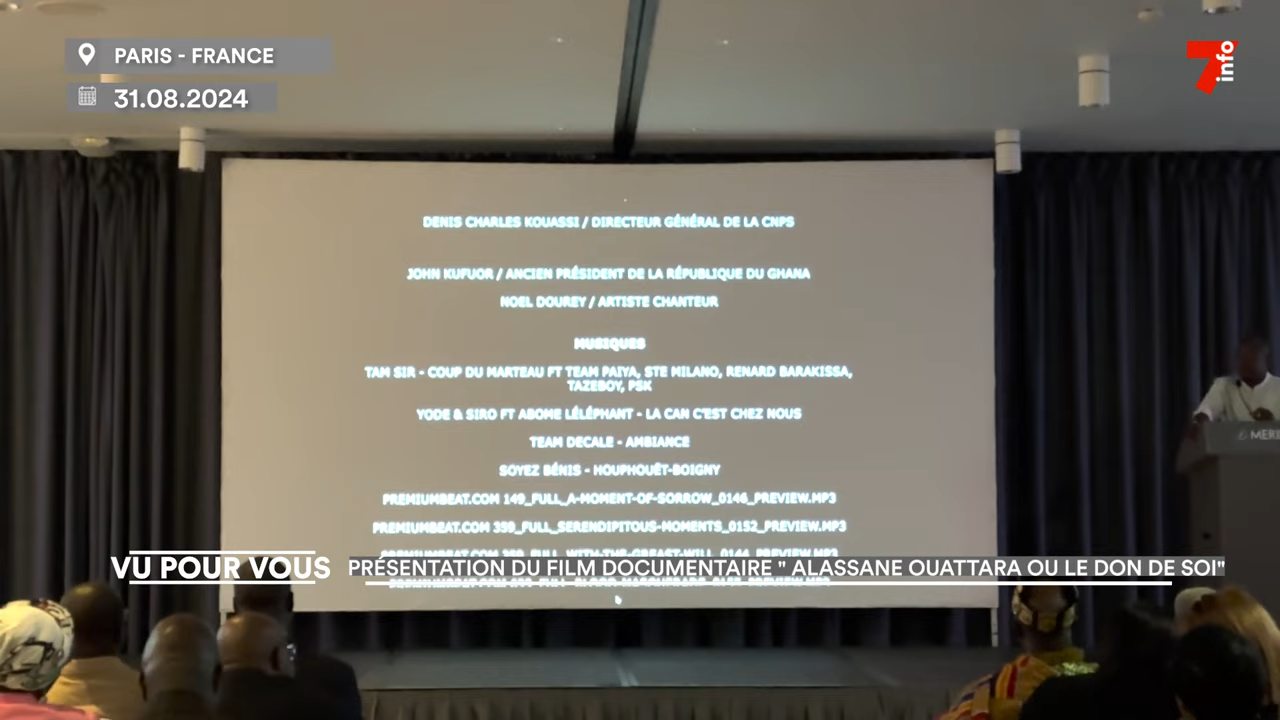 PARIS - FRANCE
31.08.2024
7 info
DENIS CHARLES KOUASSI / DIRECTEUR GÉNÉRAL DE LA CNPS
JOHN KUFUOR / ANCIEN PRÉSIDENT DE LA RÉPUBLIQUE DU GHANA
NOEL DOUREY / ARTISTE CHANTEUR
MUSIQUES
TAM SIR - COUP DU MARTEAU FT TEAM PAIYA, STE MILANO, RENARD BARAKISSA,
TAZEBOY, PSK
YODE & SIRO FT ABOME LÉLÉPHANT - LA CAN C'EST CHEZ NOUS
TEAM DECALE - AMBIANCE
SOYEZ BÉNIS - HOUPHOUËT-BOIGNY
PREMIUMBEAT.COM 149_FULL_A-MOMENT-OF-SORROW_0146_PREVIEW.MP3
PREMIUMBEAT.COM 399_FULL_SERENDIPITOUS-MOMENTS_0152_PREVIEW.MP3
VU POUR VOUS
PRÉSENTATION DU FILM DOCUMENTAIRE " ALASSANE OUATTARA OU LE DON DE SOI"